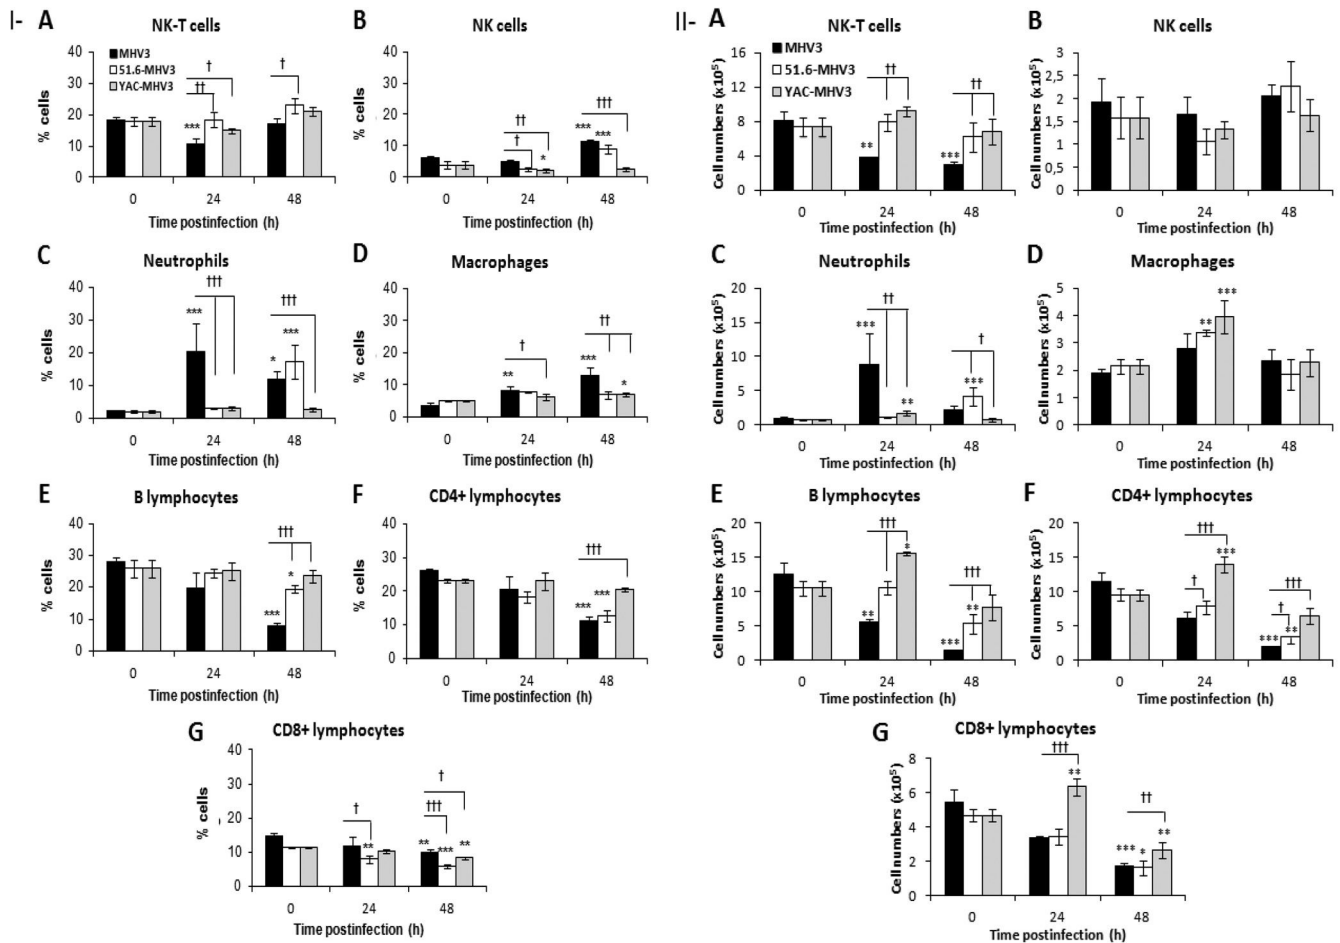 I-
A
NK-T cells
MHV3
51.6-MHV3
YAC-MHV3
% cells
40
30
20
10
0
†
††
***
†
0 24 48
Time postinfection (h)
B
NK cells
% cells
40
30
20
10
0
††
†
*
†††
*** ***
0 24 48
Time postinfection (h)
C
Neutrophils
% cells
40
30
20
10
0
†††
***
†††
* ***
0 24 48
Time postinfection (h)
D
Macrophages
% cells
40
30
20
10
0
†
**
††
***
*
0 24 48
Time postinfection (h)
E
B lymphocytes
% cells
40
30
20
10
0
†††
*** *
0 24 48
Time postinfection (h)
F
CD4+ lymphocytes
% cells
40
30
20
10
0
†††
*** ***
0 24 48
Time postinfection (h)
G
CD8+ lymphocytes
% cells
40
30
20
10
0
†
**
†
†††
** *** **
0 24 48
Time postinfection (h)
II-
A
NK-T cells
MHV3
51.6-MHV3
YAC-MHV3
Cell numbers (x10⁵)
16
12
8
4
0
††
**
††
***
0 24 48
Time postinfection (h)
B
NK cells
Cell numbers (x10⁵)
3
2,5
2
1,5
1
0,5
0
0 24 48
Time postinfection (h)
C
Neutrophils
Cell numbers (x10⁵)
20
15
10
5
0
††
***
**
†
***
0 24 48
Time postinfection (h)
D
Macrophages
Cell numbers (x10⁵)
5
4
3
2
1
0
** ***
0 24 48
Time postinfection (h)
E
B lymphocytes
Cell numbers (x10⁵)
20
15
10
5
0
†††
** *
†††
*** **
0 24 48
Time postinfection (h)
F
CD4+ lymphocytes
Cell numbers (x10⁵)
20
15
10
5
0
†††
***
†
†††
†
*** **
0 24 48
Time postinfection (h)
G
CD8+ lymphocytes
Cell numbers (x10⁵)
8
6
4
2
0
†††
**
††
*** * **
0 24 48
Time postinfection (h)